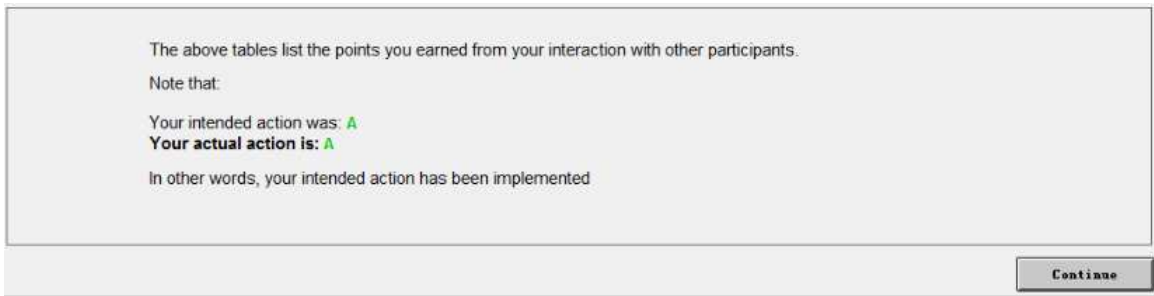 The above tables list the points you earned from your interaction with other participants.
Note that:
Your intended action was: A
Your actual action is: A
In other words, your intended action has been implemented
Continue